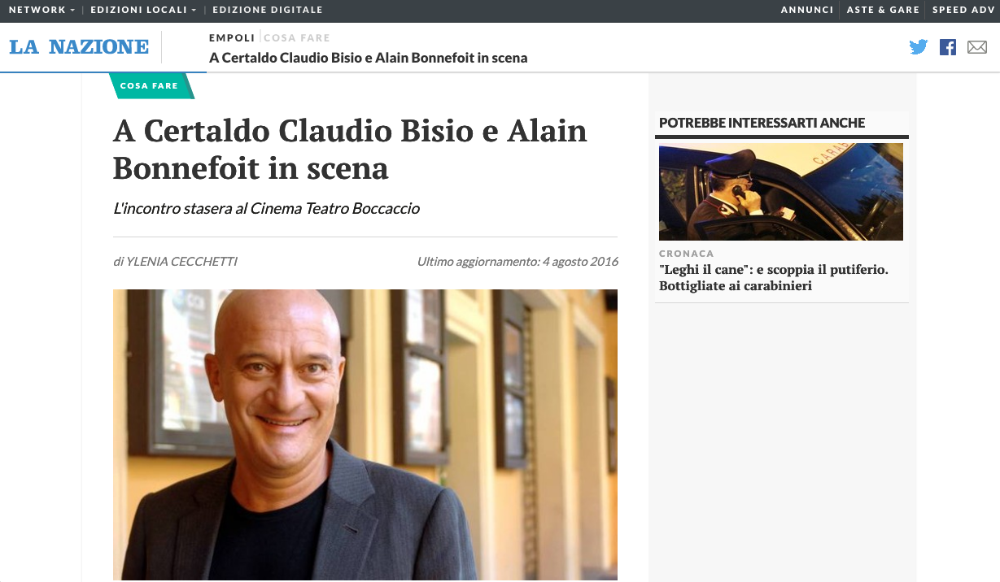 NETWORK | EDIZIONI LOCALI | EDIZIONE DIGITALE
ANNUNCI | ASTE & GARE | SPEED ADV
LA NAZIONE
EMPOLI | COSA FARE
A Certaldo Claudio Bisio e Alain Bonnefoit in scena
COSA FARE
A Certaldo Claudio Bisio e Alain
Bonnefoit in scena
L'incontro stasera al Cinema Teatro Boccaccio
di YLENIA CECCHETTI
Ultimo aggiornamento: 4 agosto 2016
POTREBBE INTERESSARTI ANCHE
CARAB
CRONACA
"Leghi il cane": e scoppia il putiferio.
Bottigliate ai carabinieri